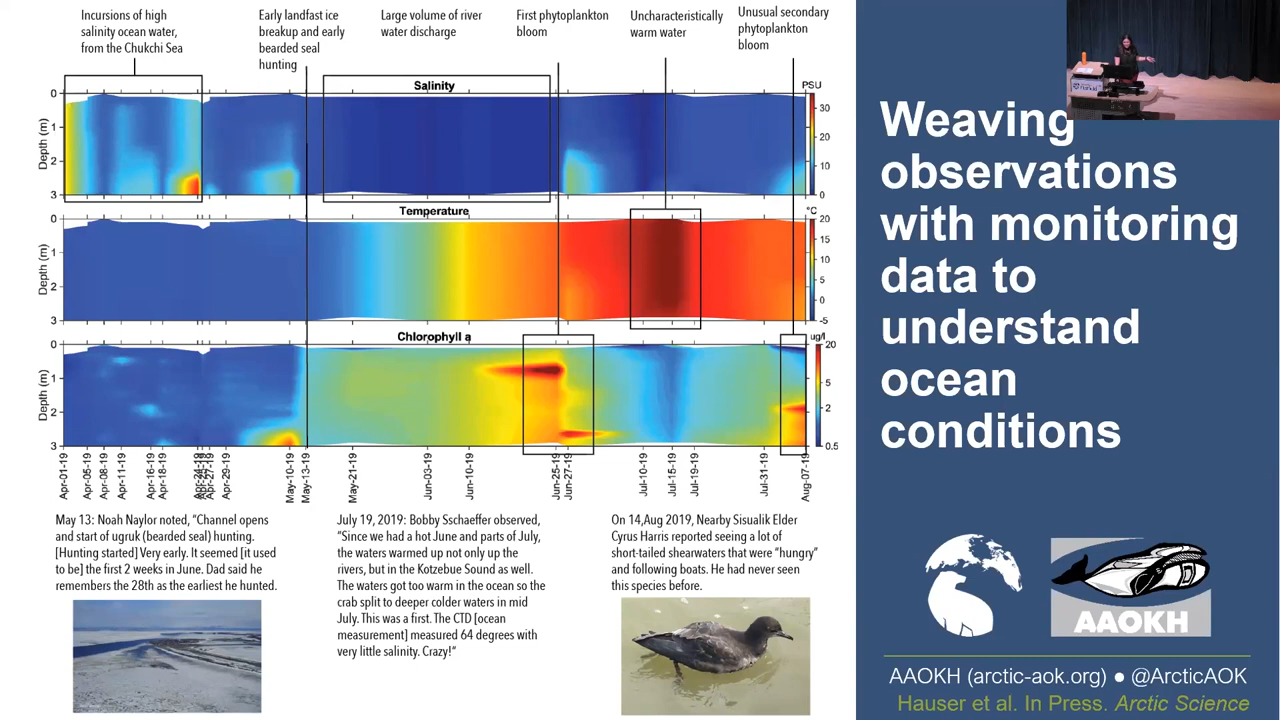 Incursions of high
salinity ocean water,
from the Chukchi Sea
Early landfast ice
breakup and early
bearded seal
hunting
Large volume of river
water discharge
First phytoplankton
bloom
Uncharacteristically
warm water
Unusual secondary
phytoplankton
bloom
Salinity
PSU
Depth (m)
0
1
2
3
30
20
10
0
Temperature
°C
Depth (m)
0
1
2
3
20
15
10
5
0
-5
Chlorophyll a
ug/l
Depth (m)
0
1
2
3
20
5
2
0.5
Apr-01-19
Apr-05-19
Apr-08-19
Apr-11-19
Apr-16-19
Apr-18-19
Apr-27-19
Apr-29-19
May-10-19
May-13-19
May-21-19
Jun-03-19
Jun-10-19
Jun-25-19
Jun-27-19
Jul-10-19
Jul-15-19
Jul-19-19
Jul-31-19
Aug-07-19
May 13: Noah Naylor noted, “Channel opens
and start of ugruk (bearded seal) hunting.
[Hunting started] Very early. It seemed [it used
to be] the first 2 weeks in June. Dad said he
remembers the 28th as the earliest he hunted.
July 19, 2019: Bobby Sschaeffer observed,
“Since we had a hot June and parts of July,
the waters warmed up not only up the
rivers, but in the Kotzebue Sound as well.
The waters got too warm in the ocean so the
crab split to deeper colder waters in mid
July. This was a first. The CTD [ocean
measurement] measured 64 degrees with
very little salinity. Crazy!”
On 14,Aug 2019, Nearby Sisualik Elder
Cyrus Harris reported seeing a lot of
short-tailed shearwaters that were “hungry”
and following boats. He had never seen
this species before.
Weaving
observations
with monitoring
data to
understand
ocean
conditions
AAOKH
AAOKH (arctic-aok.org) ● @ArcticAOK
Hauser et al. In Press. Arctic Science